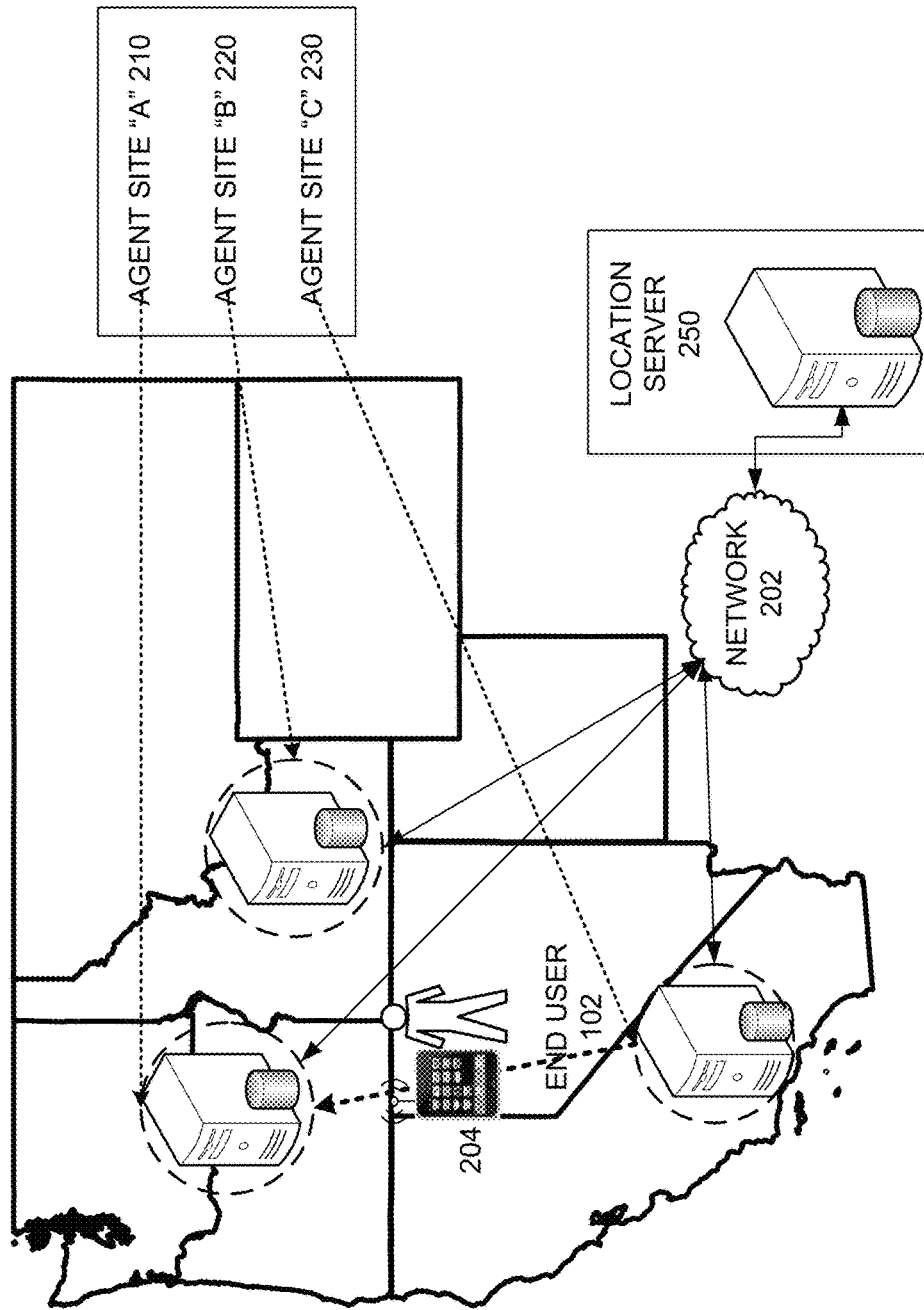 AGENT SITE "A" 210
AGENT SITE "B" 220
AGENT SITE "C" 230
204
END USER
102
NETWORK
202
LOCATION
SERVER
250